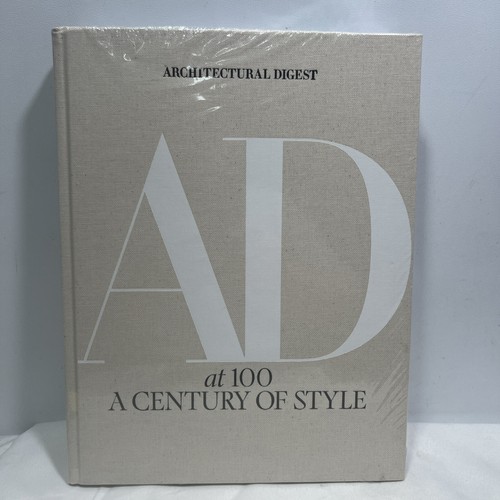 ARCHITECTURAL DIGEST
AD
at 100
A CENTURY OF STYLE